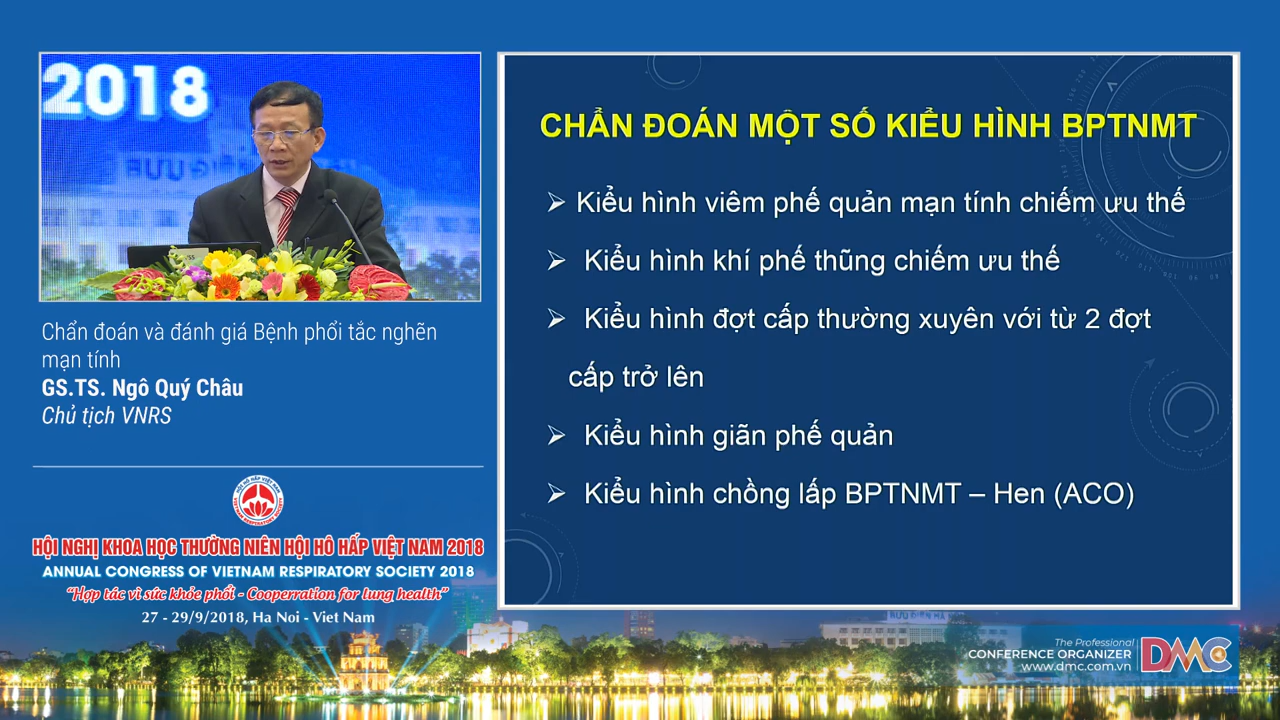 2018
Chẩn đoán và đánh giá Bệnh phổi tắc nghẽn
mạn tính
GS.TS. Ngô Quý Châu
Chủ tịch VNRS
HỘI NGHỊ KHOA HỌC THƯỜNG NIÊN HỘI HÔ HẤP VIỆT NAM 2018
ANNUAL CONGRESS OF VIETNAM RESPIRATORY SOCIETY 2018
“Hợp tác vì sức khỏe phổi - Cooperration for lung health”
27 - 29/9/2018, Ha Noi - Viet Nam
CHẨN ĐOÁN MỘT SỐ KIỂU HÌNH BPTNMT
➢ Kiểu hình viêm phế quản mạn tính chiếm ưu thế
➢ Kiểu hình khí phế thũng chiếm ưu thế
➢ Kiểu hình đợt cấp thường xuyên với từ 2 đợt
cấp trở lên
➢ Kiểu hình giãn phế quản
➢ Kiểu hình chồng lấp BPTNMT – Hen (ACO)
The Professional
CONFERENCE ORGANIZER
www.dmc.com.vn
DMC